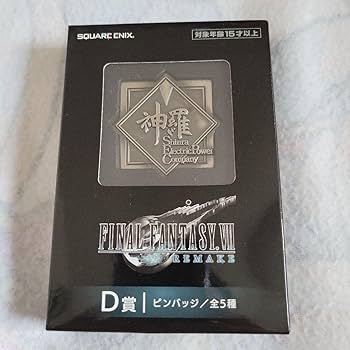 SQUARE ENIX.
対象年齢15才以上
神羅
Shinra
Electric Power
Company
FINAL FANTASY VII
REMAKE
D賞 ピンバッジ/全5種